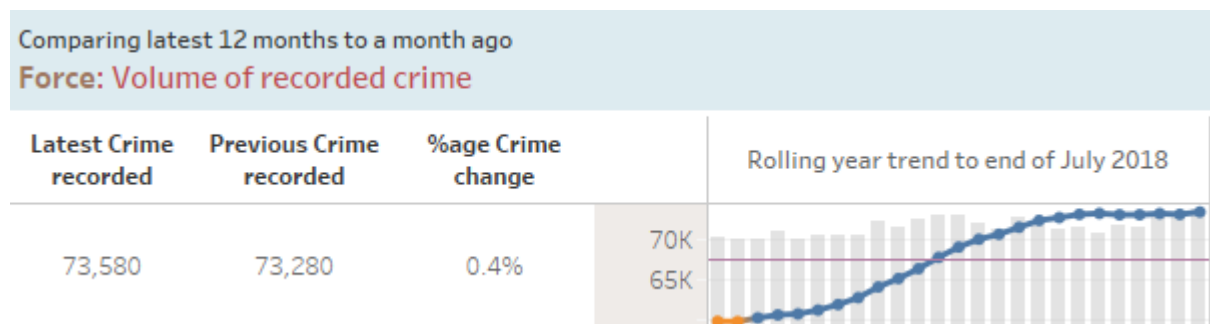 Comparing latest 12 months to a month ago
Force: Volume of recorded crime
Latest Crime recorded
Previous Crime recorded
%age Crime change
Rolling year trend to end of July 2018
73,580
73,280
0.4%
70K
65K